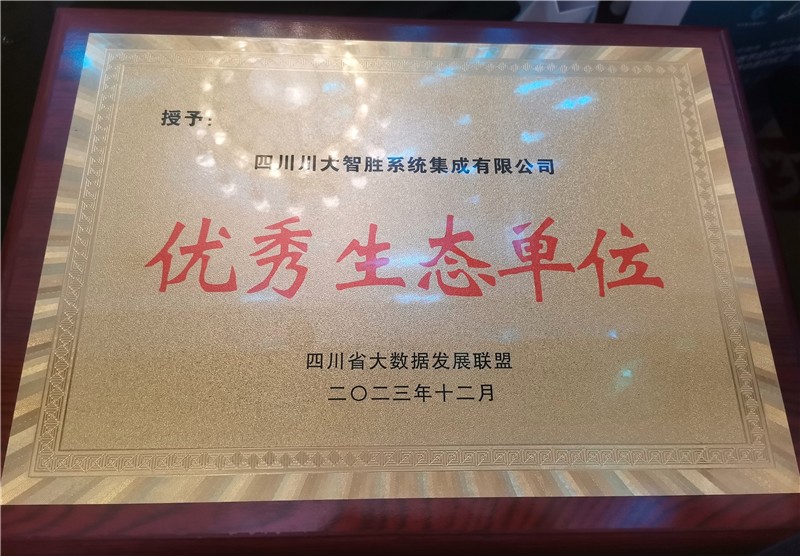 授予：
四川川大智胜系统集成有限公司
优秀生态单位
四川省大数据发展联盟
二〇二三年十二月